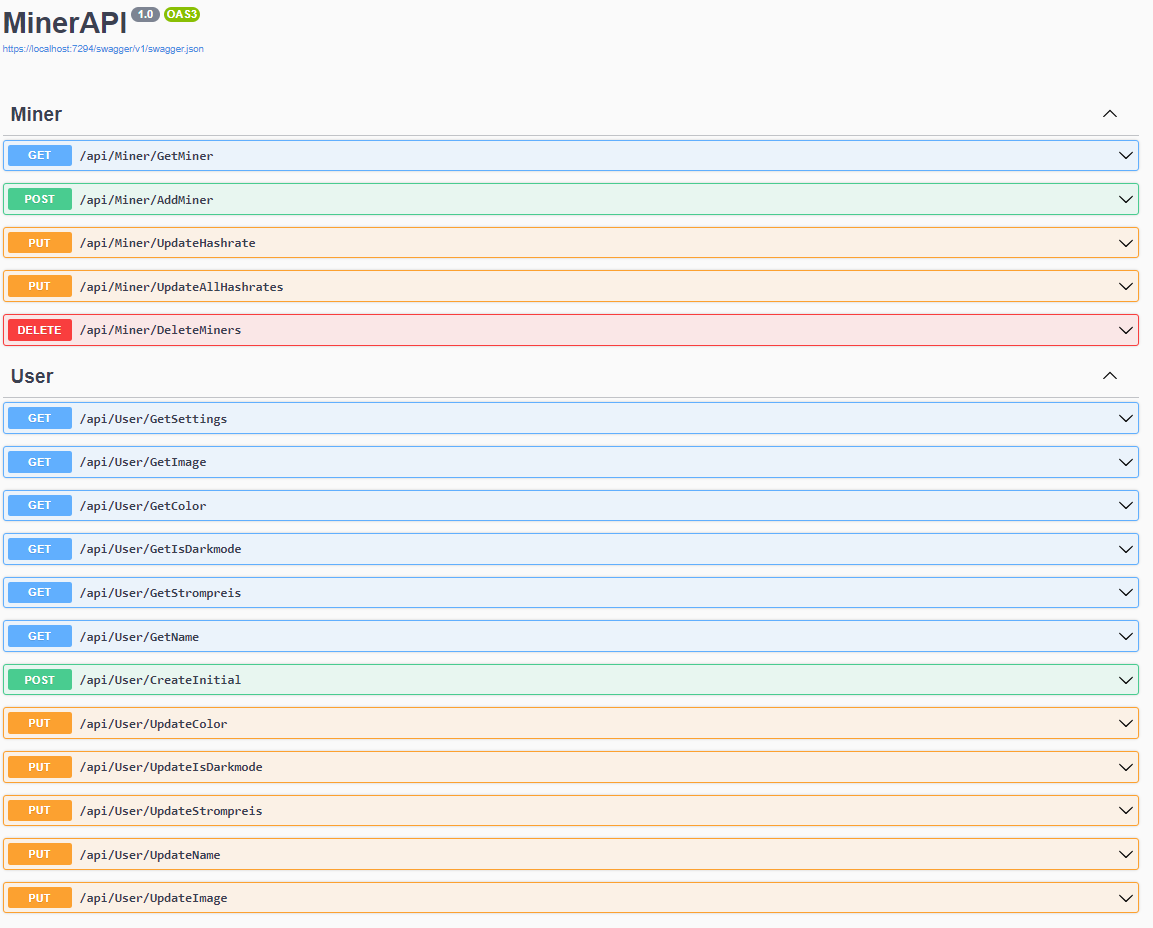 MinerAPI 1.0 OAS3
https://localhost:7294/swagger/v1/swagger.json
Miner
GET /api/Miner/GetMiner
POST /api/Miner/AddMiner
PUT /api/Miner/UpdateHashrate
PUT /api/Miner/UpdateAllHashrates
DELETE /api/Miner/DeleteMiners
User
GET /api/User/GetSettings
GET /api/User/GetImage
GET /api/User/GetColor
GET /api/User/GetIsDarkmode
GET /api/User/GetStrompreis
GET /api/User/GetName
POST /api/User/CreateInitial
PUT /api/User/UpdateColor
PUT /api/User/UpdateIsDarkmode
PUT /api/User/UpdateStrompreis
PUT /api/User/UpdateName
PUT /api/User/UpdateImage